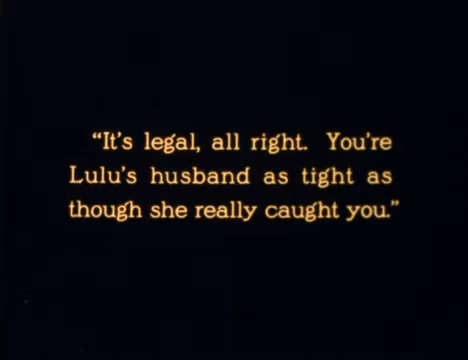 “It's legal, all right. You're
Lulu's husband as tight as
though she really caught you.”